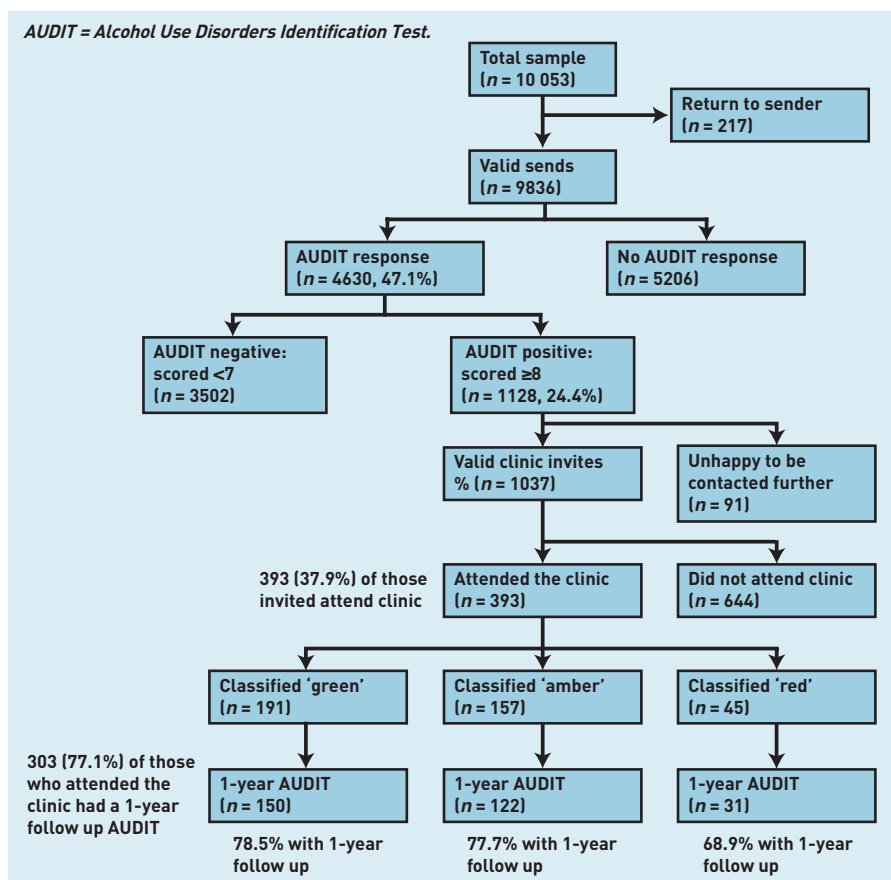 AUDIT = Alcohol Use Disorders Identification Test.
Total sample
(n = 10 053)
Return to sender
(n = 217)
Valid sends
(n = 9836)
AUDIT response
(n = 4630, 47.1%)
No AUDIT response
(n = 5206)
AUDIT negative:
scored <7
(n = 3502)
AUDIT positive:
scored ≥8
(n = 1128, 24.4%)
Valid clinic invites
% (n = 1037)
Unhappy to be
contacted further
(n = 91)
393 (37.9%) of those
invited attend clinic
Attended the clinic
(n = 393)
Did not attend clinic
(n = 644)
Classified ‘green’
(n = 191)
Classified ‘amber’
(n = 157)
Classified ‘red’
(n = 45)
303 (77.1%) of those
who attended the
clinic had a 1-year
follow up AUDIT
1-year AUDIT
(n = 150)
1-year AUDIT
(n = 122)
1-year AUDIT
(n = 31)
78.5% with 1-year
follow up
77.7% with 1-year
follow up
68.9% with 1-year
follow up